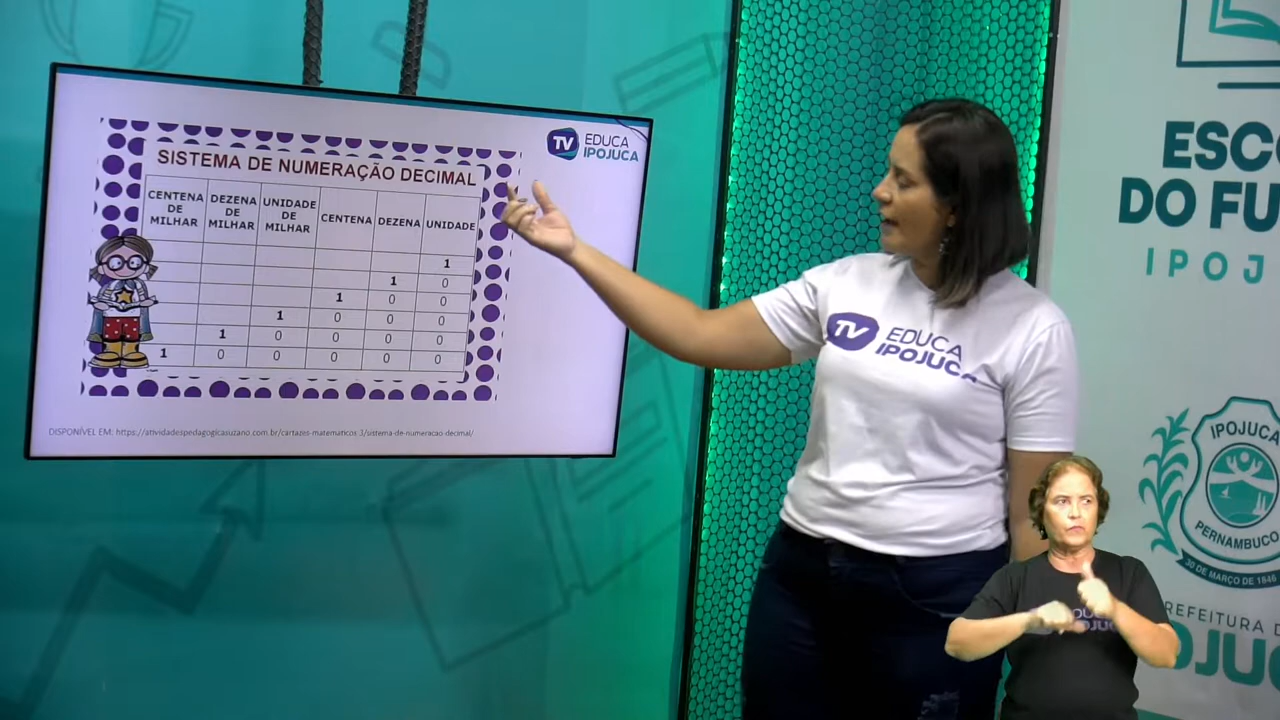 TV EDUCA
IPOJUCA
SISTEMA DE NUMERAÇÃO DECIMAL
CENTENA DE MILHAR DEZENA DE MILHAR UNIDADE DE MILHAR CENTENA DEZENA UNIDADE
1
1 0
1 0 0
1 0 0 0
1 0 0 0 0
1 0 0 0 0 0
DISPONÍVEL EM: https://atividadespedagogicasuzano.com.br/cartazes-matematicos-3/sistema-de-numeracao-decimal/
TV EDUCA
IPOJUCA
ESCO
DO FU
IPOJ
IPOJUCA
PERNAMBUCO
30 DE MARÇO DE 1846
REFEITURA D
OJUC